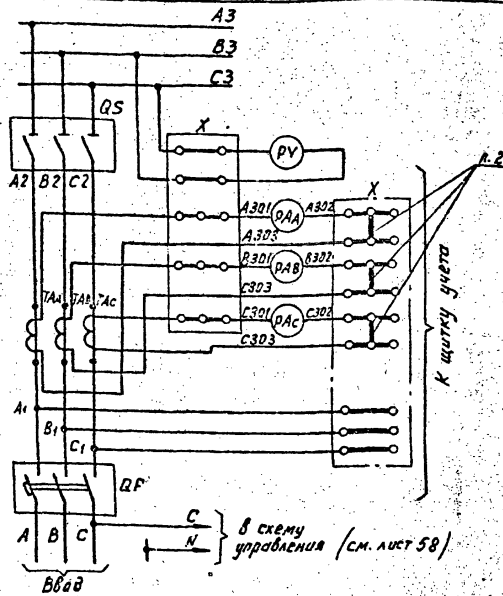 A3
B3
C3
QS
X
PV
A2 B2 C2
X
п. 2
A301 PAA A302
A303
B301 PAB B302
C303
C301 PAC C302
C303
TAA TAB TAC
К щитку учета
A1
B1
C1
QF
A B C
C
N
В схему
управления (см. лист 58)
Ввод